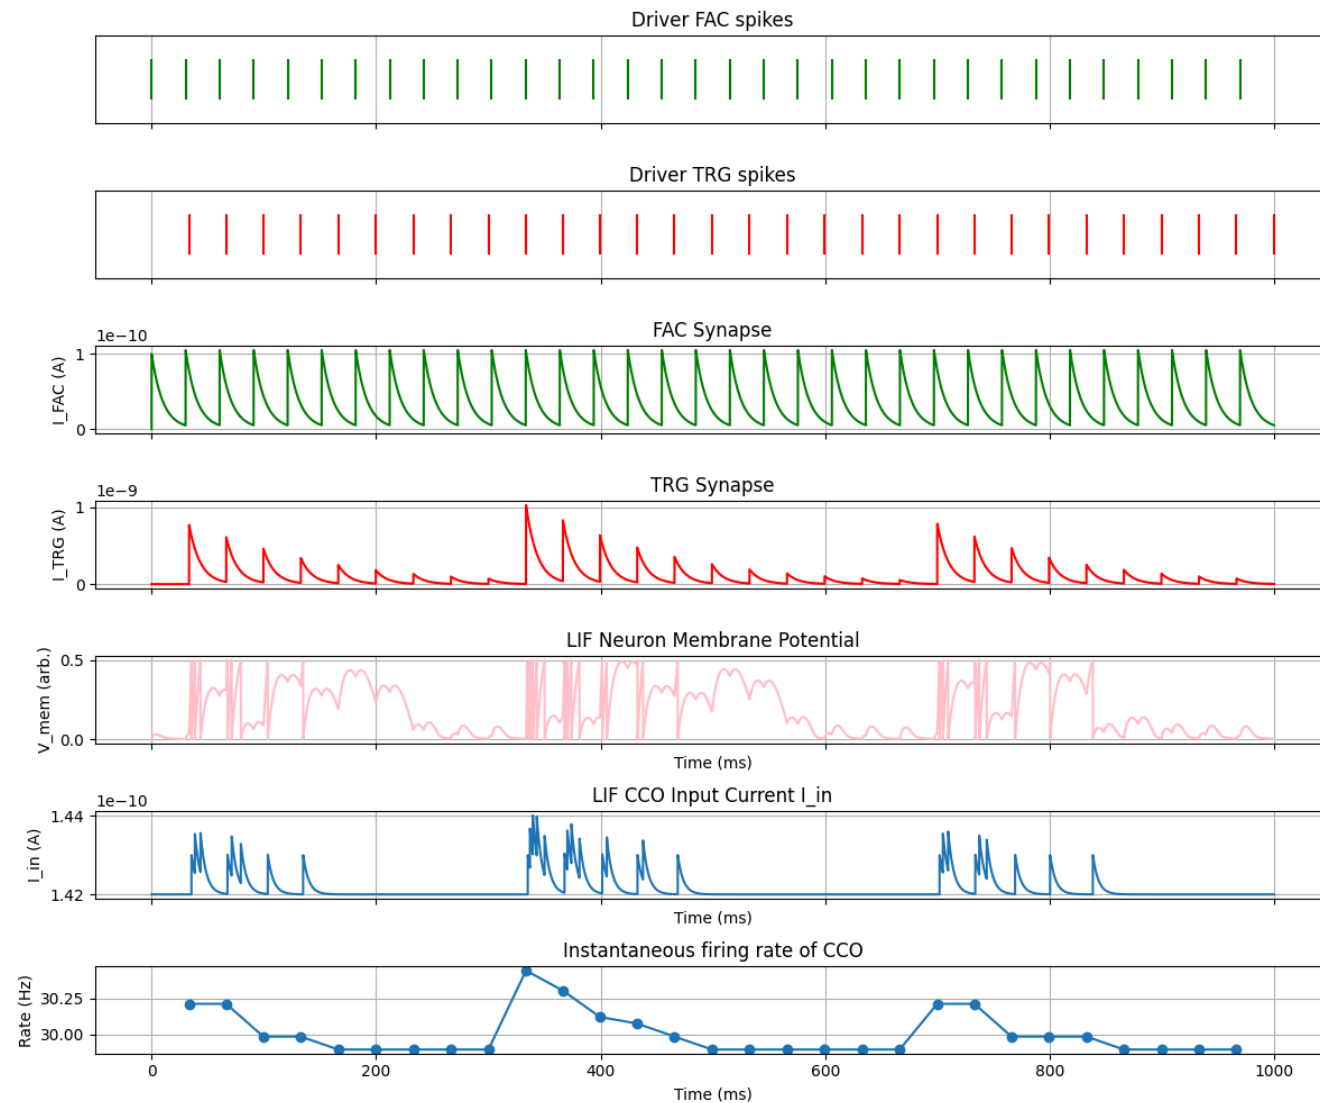 Driver FAC spikes
Driver TRG spikes
FAC Synapse
1e−10
I_FAC (A)
1
0
TRG Synapse
1e−9
I_TRG (A)
1
0
LIF Neuron Membrane Potential
V_mem (arb.)
0.5
0.0
Time (ms)
LIF CCO Input Current I_in
1e−10
I_in (A)
1.44
1.42
Time (ms)
Instantaneous firing rate of CCO
Rate (Hz)
30.25
30.00
0 200 400 600 800 1000
Time (ms)